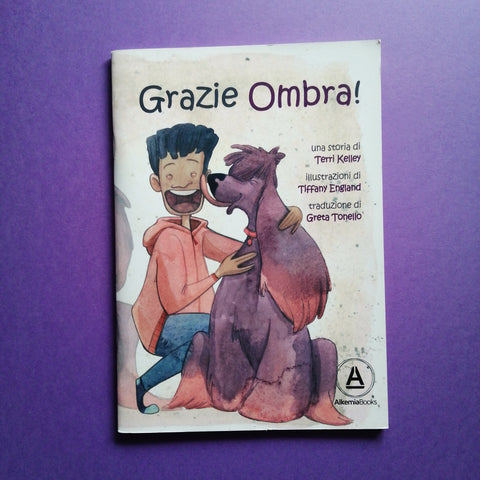 Grazie Ombra!
una storia di
Terri Kelley
illustrazioni di
Tiffany England
traduzione di
Greta Tonello
A
AlkemiaBooks